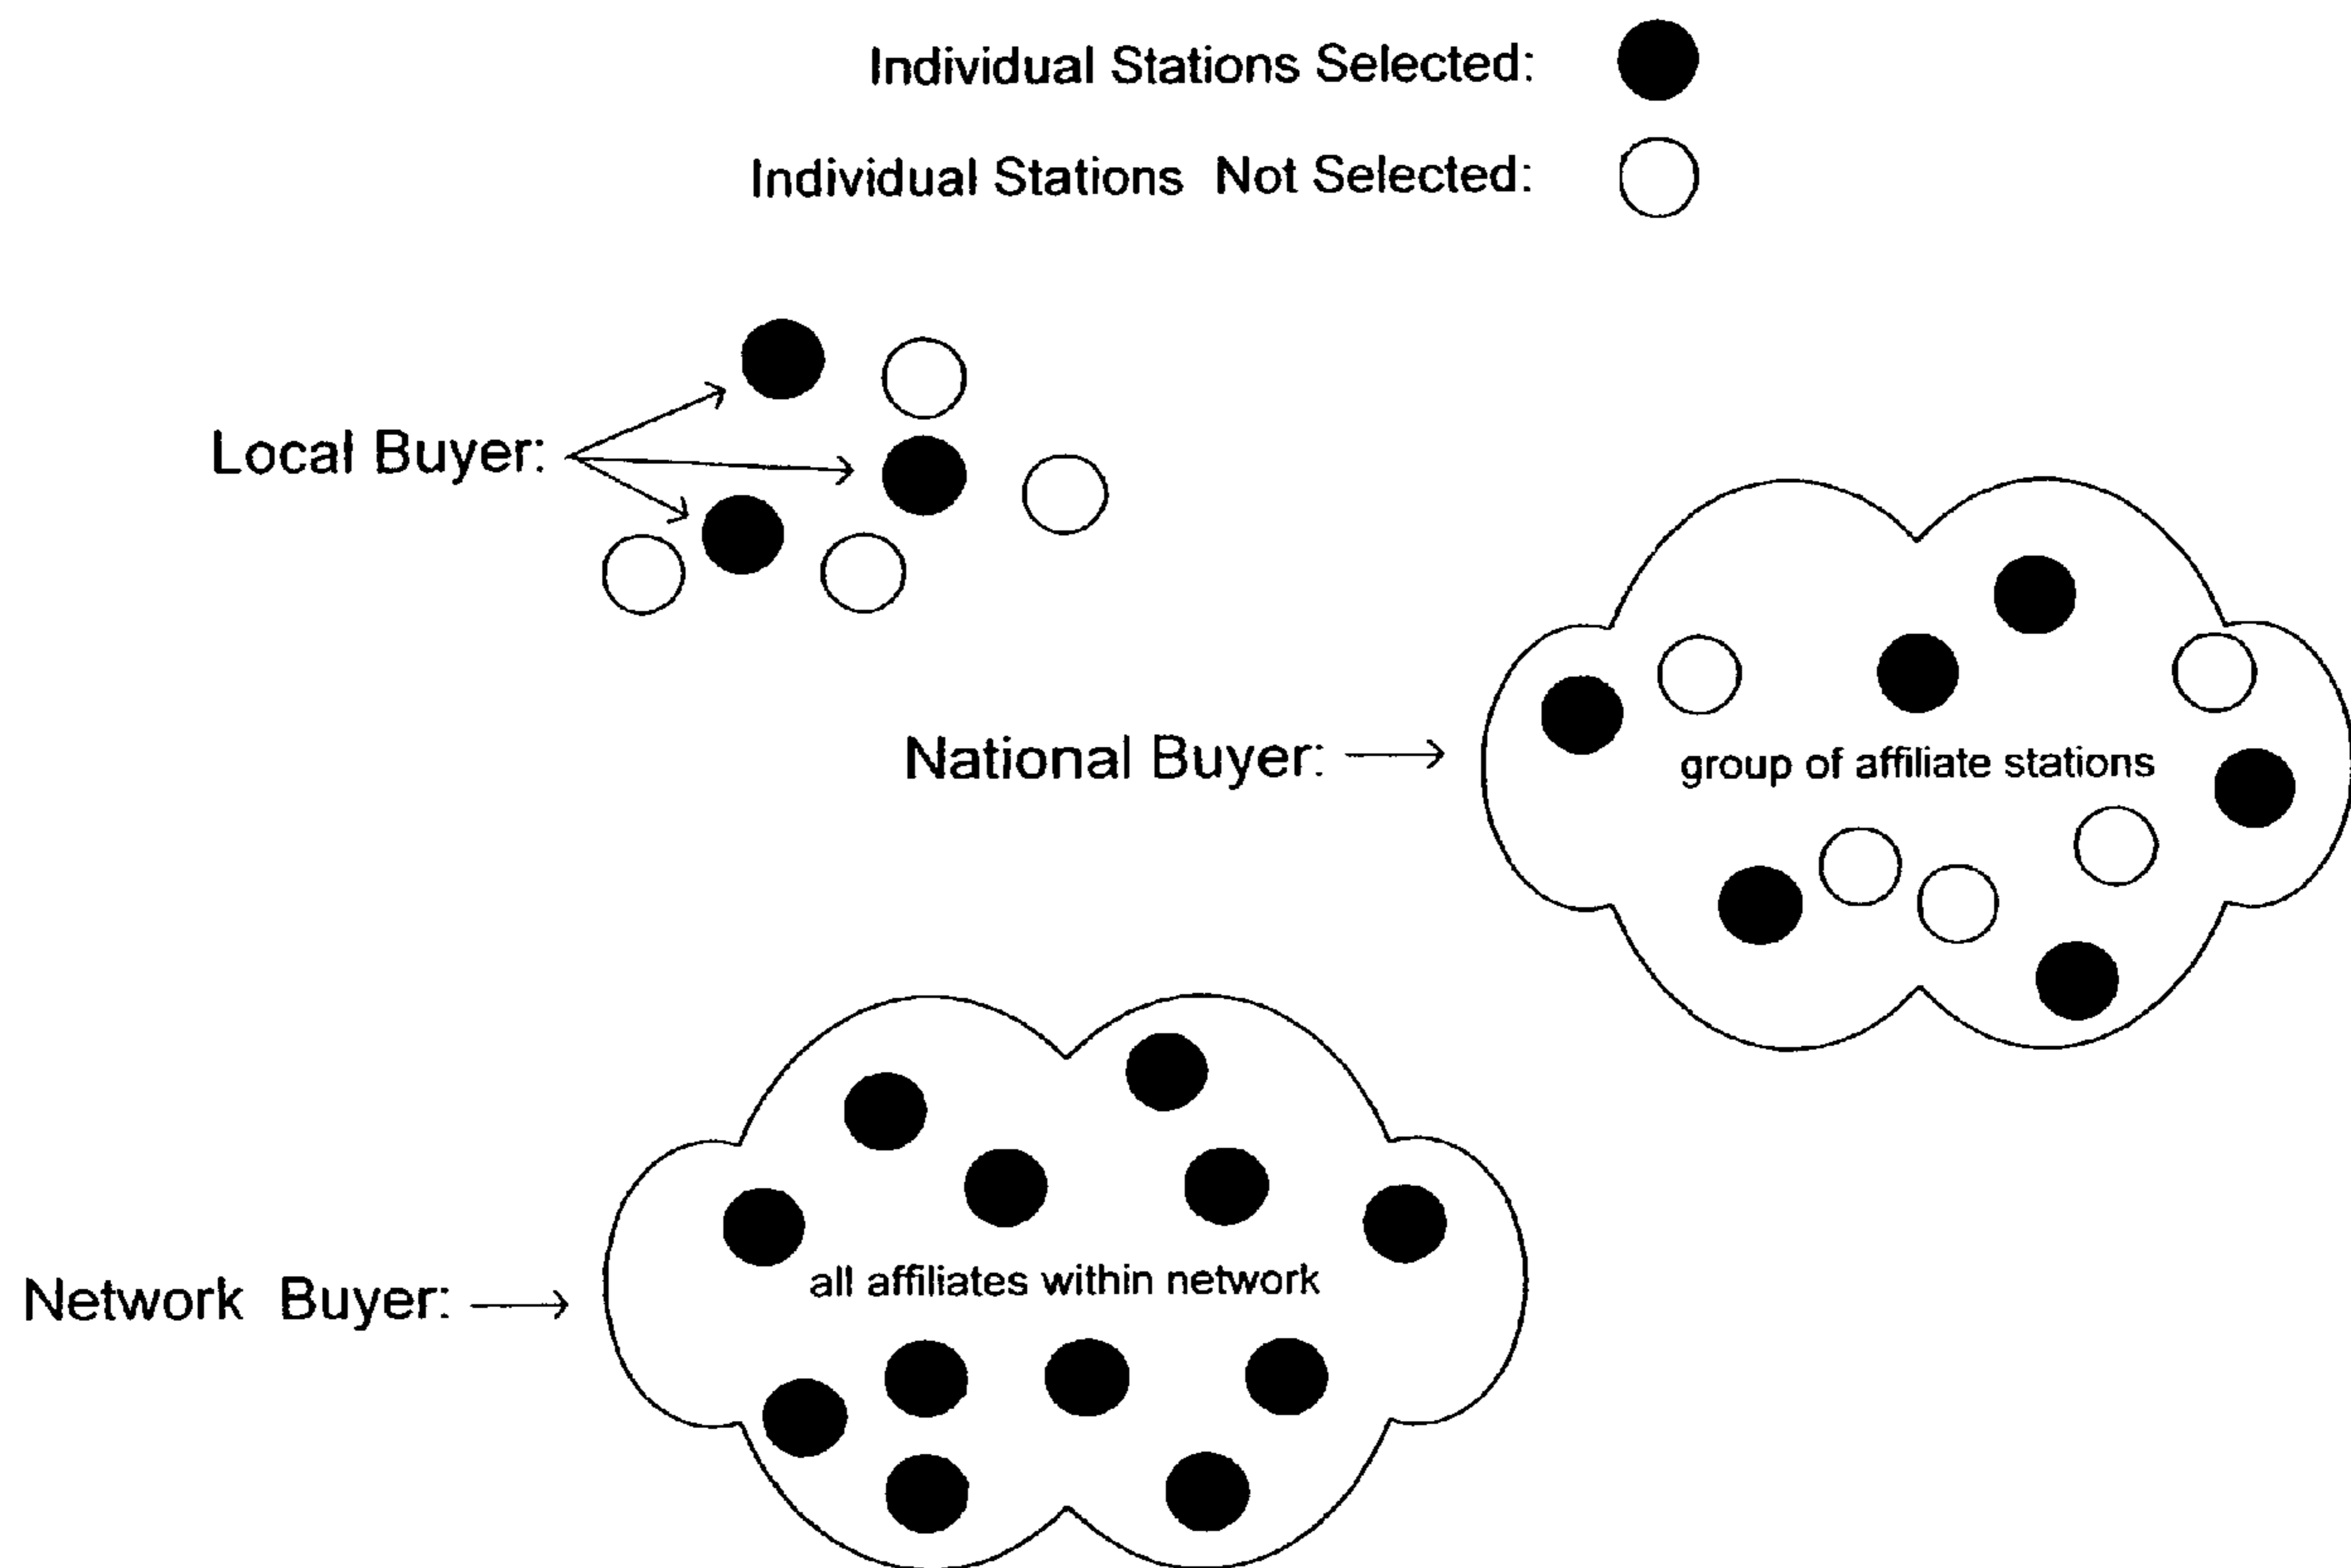 Individual Stations Selected:
Individual Stations Not Selected:
Local Buyer:
National Buyer:
group of affiliate stations
all affiliates within network
Network Buyer: